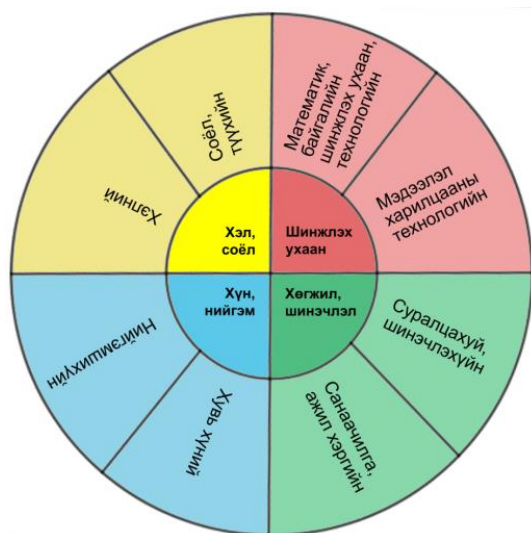 Соёл,
түүхийн
Хэлний
Математик,
байгалийн
шинжлэх ухаан,
технологийн
Мэдээлэл
харилцааны
технологийн
Хэл,
соёл
Шинжлэх
ухаан
Хүн,
нийгэм
Хөгжил,
шинэчлэл
Нийгэмшихүйн
Хувь хүний
Суралцахуй,
шинэчлэхүйн
Санаачилга,
ажил хэргийн